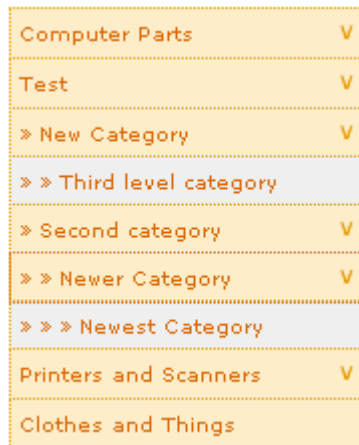 Computer Parts v
Test v
» New Category v
» » Third level category
» Second category v
» » Newer Category v
» » » Newest Category
Printers and Scanners v
Clothes and Things